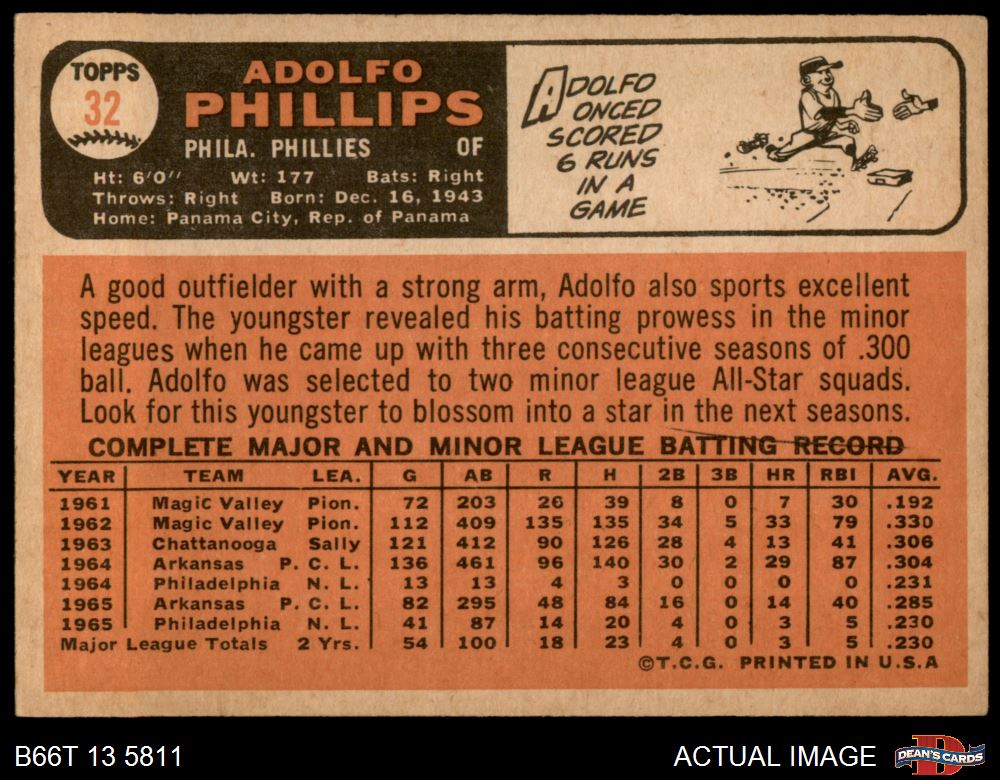 TOPPS
32
ADOLFO
PHILLIPS
PHILA. PHILLIES OF
Ht: 6'0" Wt: 177 Bats: Right
Throws: Right Born: Dec. 16, 1943
Home: Panama City, Rep. of Panama
ADOLFO
ONCED
SCORED
6 RUNS
IN A
GAME
A good outfielder with a strong arm, Adolfo also sports excellent
speed. The youngster revealed his batting prowess in the minor
leagues when he came up with three consecutive seasons of .300
ball. Adolfo was selected to two minor league All-Star squads.
Look for this youngster to blossom into a star in the next seasons.
COMPLETE MAJOR AND MINOR LEAGUE BATTING RECORD
YEAR TEAM LEA. G AB R H 2B 3B HR RBI AVG.
1961 Magic Valley Pion. 72 203 26 39 8 0 7 30 .192
1962 Magic Valley Pion. 112 409 135 135 34 5 33 79 .330
1963 Chattanooga Sally 121 412 90 126 28 4 13 41 .306
1964 Arkansas P. C. L. 136 461 96 140 30 2 29 87 .304
1964 Philadelphia N. L. 13 13 4 3 0 0 0 0 .231
1965 Arkansas P. C. L. 82 295 48 84 16 0 14 40 .285
1965 Philadelphia N. L. 41 87 14 20 4 0 3 5 .230
Major League Totals 2 Yrs. 54 100 18 23 4 0 3 5 .230
©T.C.G. PRINTED IN U.S.A
B66T 13 5811
ACTUAL IMAGE
DEAN'S CARDS